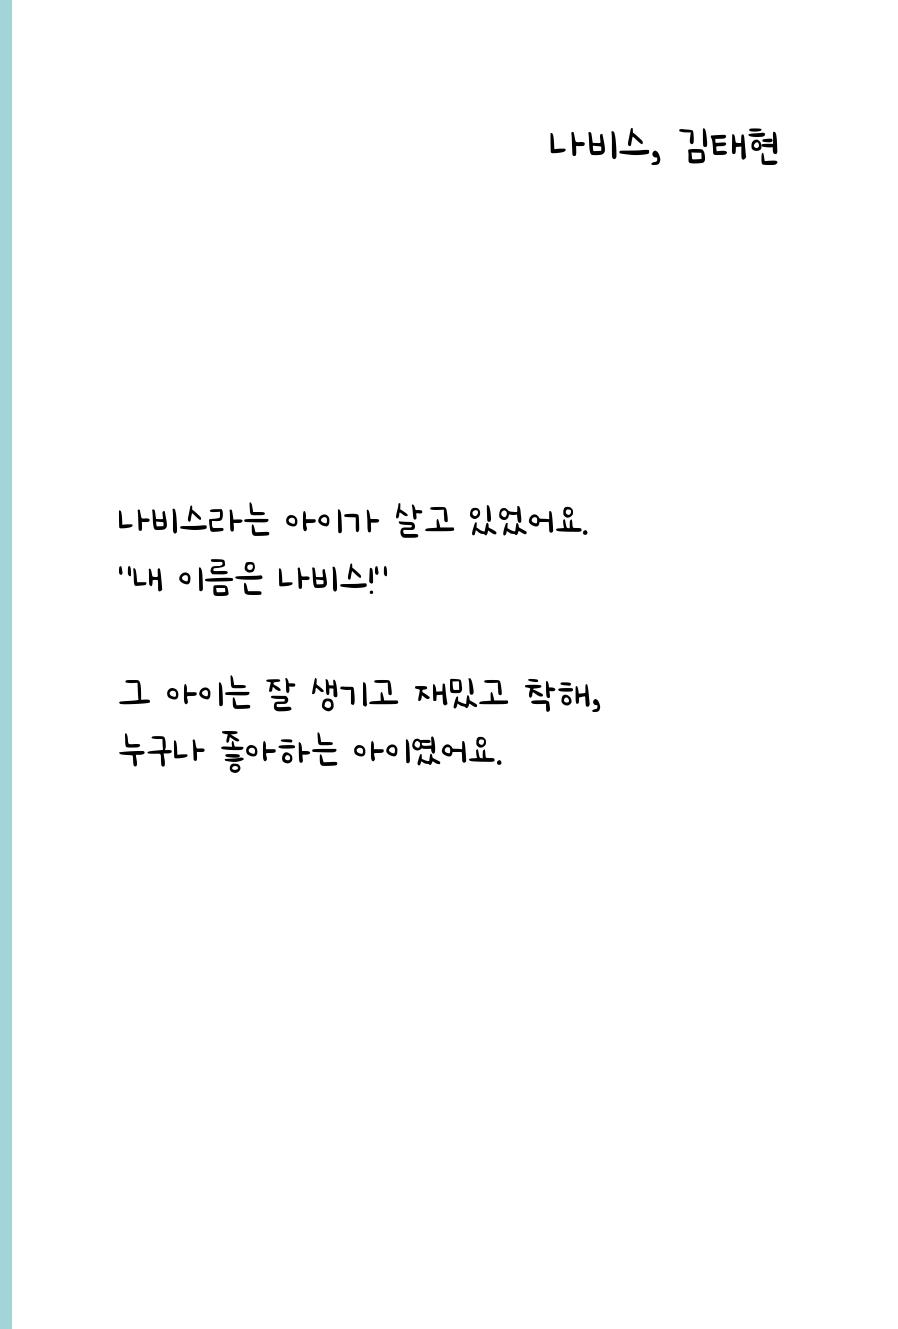 나비스, 김태현
나비스라는 아이가 살고 있었어요.
"내 이름은 나비스!"
그 아이는 잘 생기고 재밌고 착해,
누구나 좋아하는 아이였어요.